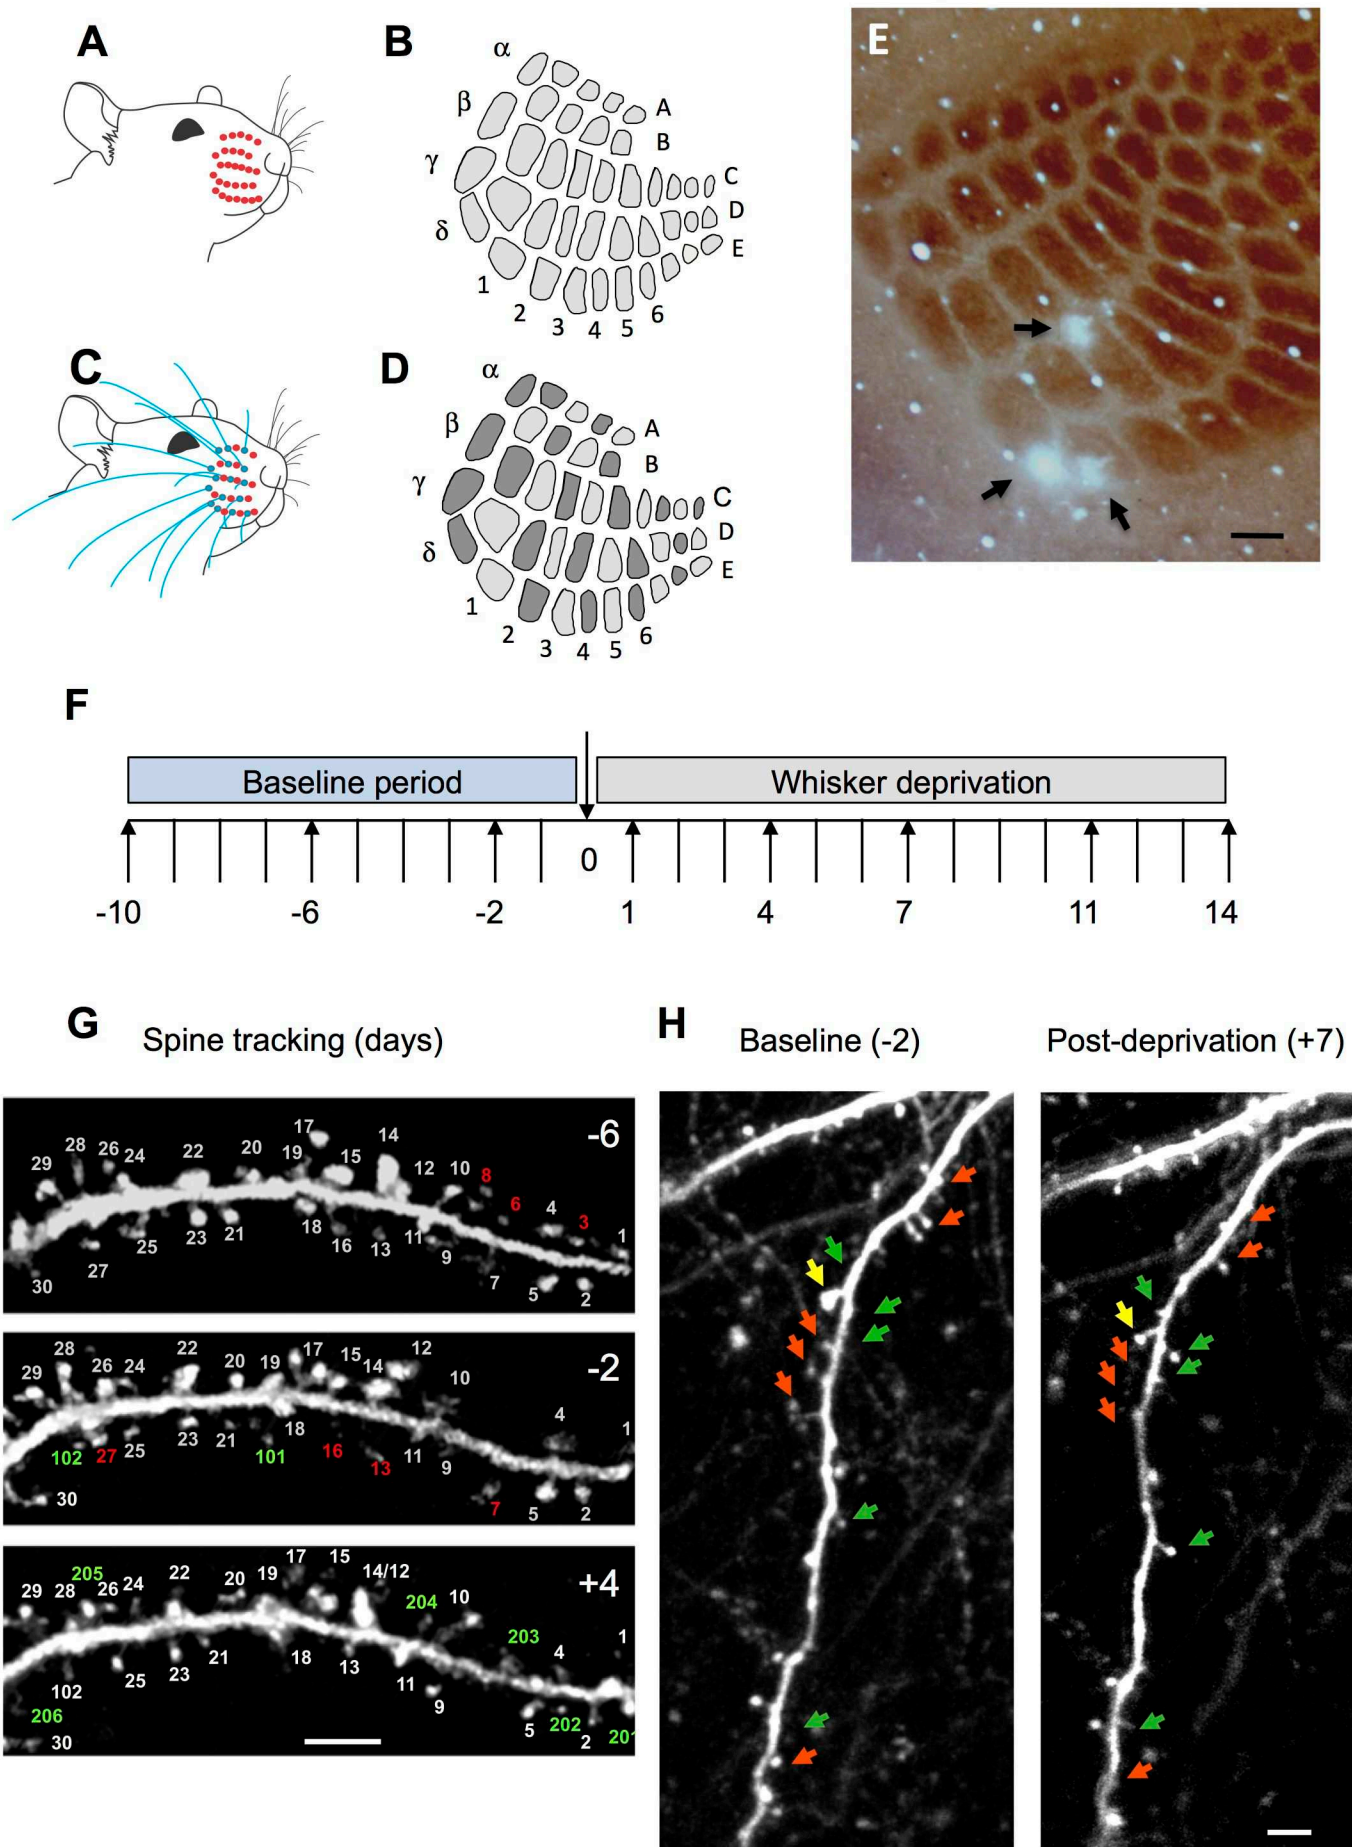 A
B
α
β
γ
δ
A
B
C
D
E
1
2
3
4
5
6
E
C
D
α
β
γ
δ
A
B
C
D
E
1
2
3
4
5
6
F
Baseline period
Whisker deprivation
0
-10 -6 -2 1 4 7 11 14
G
Spine tracking (days)
-6
17 14
28 26 22 20 19 15 12 10 8
29 24 6 4 3 1
18 16 13 11 9 7 5 2
30 27 25 23 21
-2
28 26 24 22 20 19 17 15 14 12
29 10 4 1
102 27 25 23 21 101 18 16 13 11 9
30 7 5 2
+4
205 22 20 19 17 15 14/12
29 28 26 24 204 10
203 4 1
102 25 23 21 18 13 11 9
206 5 202
30 2 201
H
Baseline (-2)
Post-deprivation (+7)